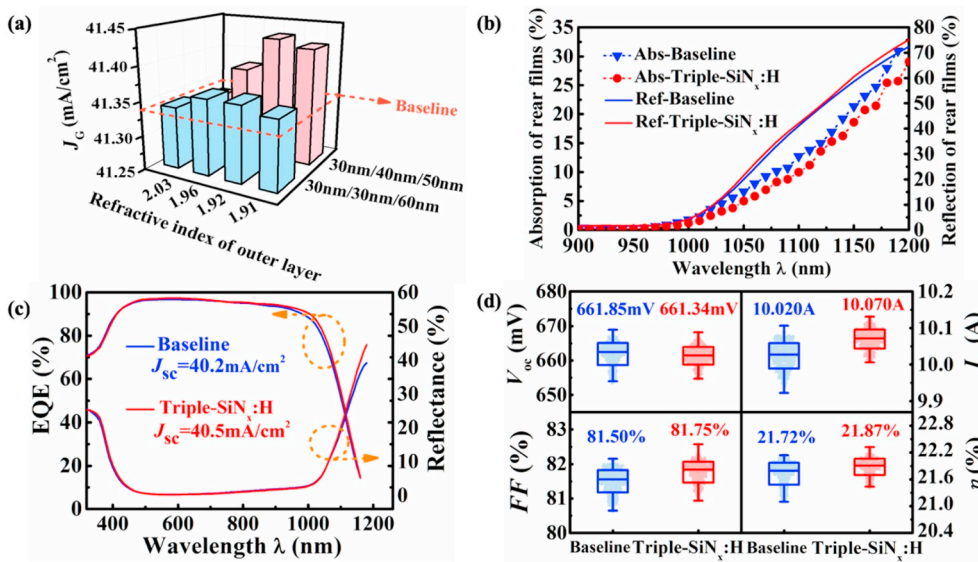 (a)
41.45
41.40
41.35
41.30
41.25
J_G (mA/cm²)
Baseline
2.03
1.96
1.92
1.91
30nm/40nm/50nm
30nm/30nm/60nm
Refractive index of outer layer
(b)
Absorption of rear films (%)
35
30
25
20
15
10
5
0
Abs-Baseline
Abs-Triple-SiNₓ:H
Ref-Baseline
Ref-Triple-SiNₓ:H
80
70
60
50
40
30
20
10
0
Reflection of rear films (%)
900 950 1000 1050 1100 1150 1200
Wavelength λ (nm)
(c)
EQE (%)
100
80
60
40
20
0
Baseline
J_sc=40.2mA/cm²
Triple-SiNₓ:H
J_sc=40.5mA/cm²
60
50
40
30
20
10
0
Reflectance (%)
400 600 800 1000 1200
Wavelength λ (nm)
(d)
V_oc (mV)
680
670
660
650
661.85mV 661.34mV 10.020A 10.070A
10.2
10.1
10.0
9.9
(A)
FF (%)
83
82
81
80
81.50% 81.75% 21.72% 21.87%
22.8
22.2
21.6
21.0
20.4
η (%)
Baseline Triple-SiNₓ:H Baseline Triple-SiNₓ:H